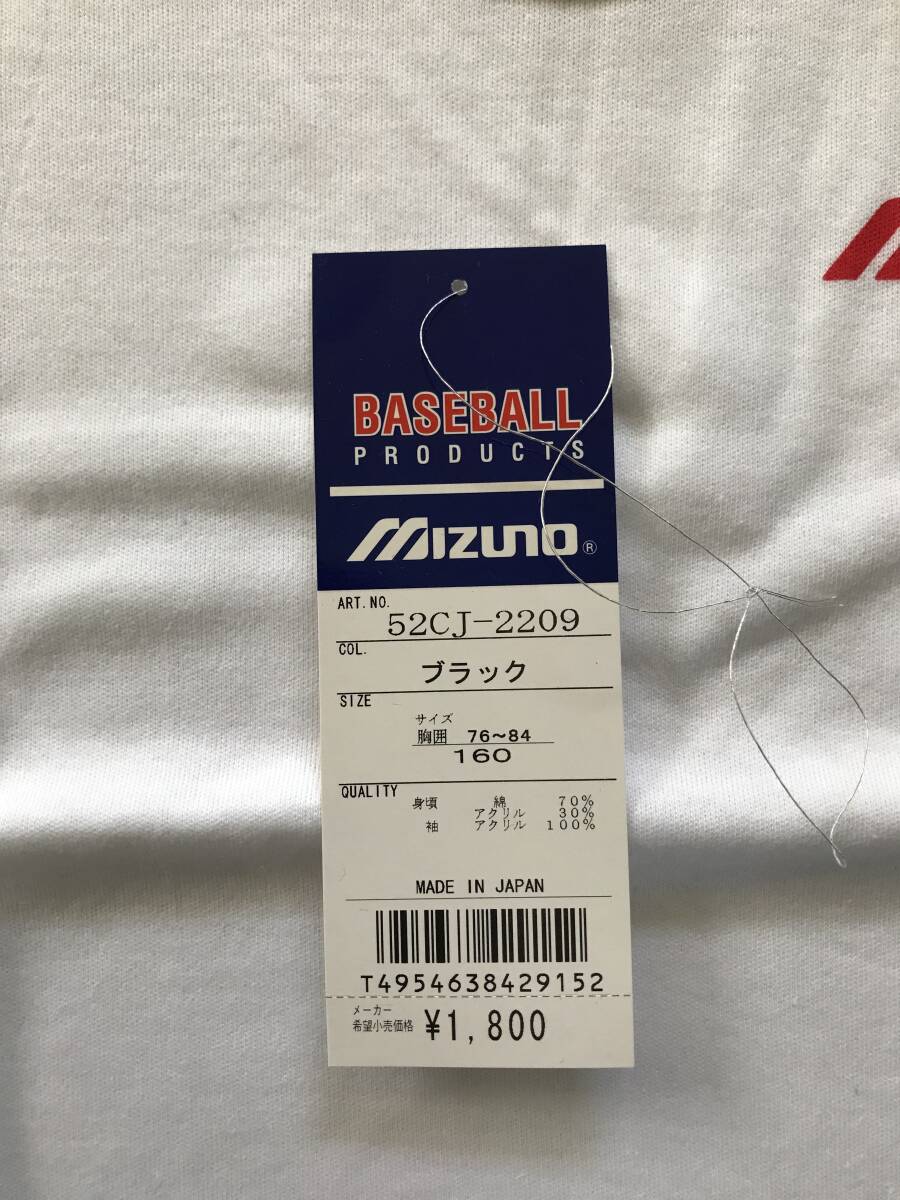 BASEBALL
PRODUCTS
MIZUNO®
ART. NO.
52CJ-2209
COL.
ブラック
SIZE
サイズ
胸囲 76~84
160
QUALITY
身頃 綿 70%
アクリル 30%
袖 アクリル 100%
MADE IN JAPAN
T4954638429152
メーカー
希望小売価格 ¥1,800